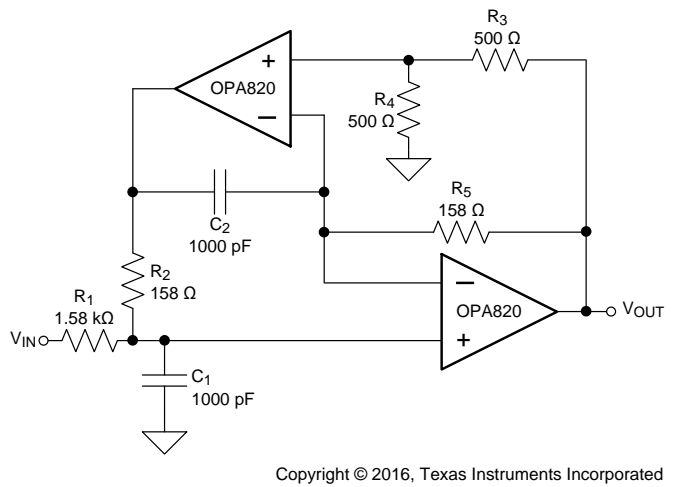 R3
500 Ω
+
OPA820
−
R4
500 Ω
R5
158 Ω
C2
1000 pF
R2
158 Ω
R1
1.58 kΩ
−
OPA820
+
VOUT
VIN
C1
1000 pF
Copyright © 2016, Texas Instruments Incorporated